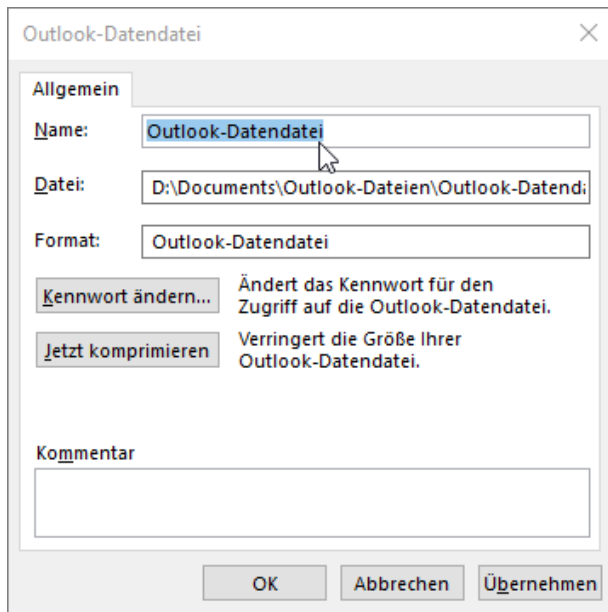 Outlook-Datendatei
Allgemein
Name: Outlook-Datendatei
Datei: D:\Documents\Outlook-Dateien\Outlook-Datend
Format: Outlook-Datendatei
Kennwort ändern... Ändert das Kennwort für den
Zugriff auf die Outlook-Datendatei.
Jetzt komprimieren Verringert die Größe Ihrer
Outlook-Datendatei.
Kommentar
OK Abbrechen Übernehmen